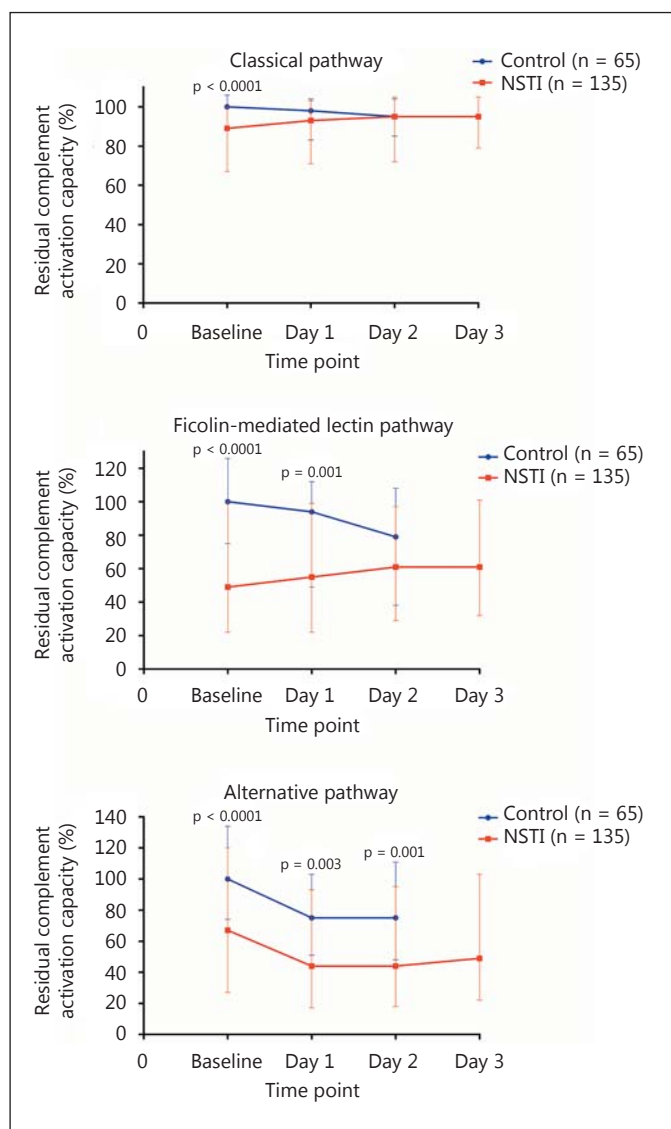 Classical pathway
Control (n = 65)
NSTI (n = 135)
p < 0.0001
Residual complement
activation capacity (%)
100
80
60
40
20
0
0 Baseline Day 1 Day 2 Day 3
Time point
Ficolin-mediated lectin pathway
Control (n = 65)
NSTI (n = 135)
p < 0.0001
p = 0.001
Residual complement
activation capacity (%)
120
100
80
60
40
20
0
0 Baseline Day 1 Day 2 Day 3
Time point
Alternative pathway
Control (n = 65)
NSTI (n = 135)
p < 0.0001
p = 0.003 p = 0.001
Residual complement
activation capacity (%)
140
120
100
80
60
40
20
0
0 Baseline Day 1 Day 2 Day 3
Time point